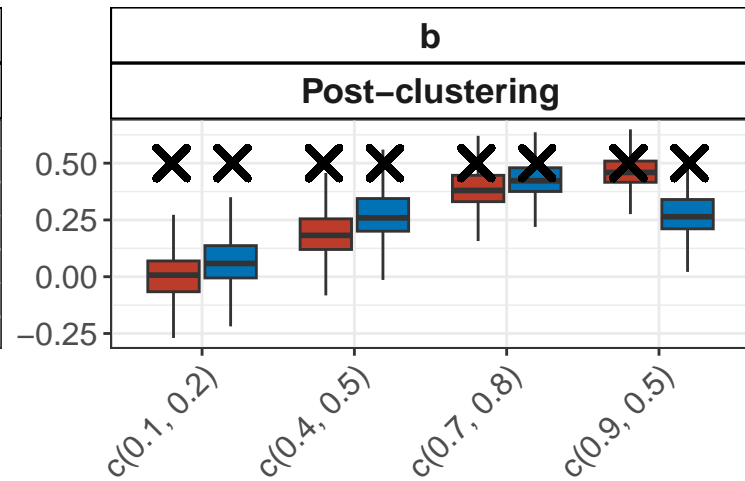 b
Post−clustering
0.50
0.25
0.00
−0.25
c(0.1, 0.2)
c(0.4, 0.5)
c(0.7, 0.8)
c(0.9, 0.5)